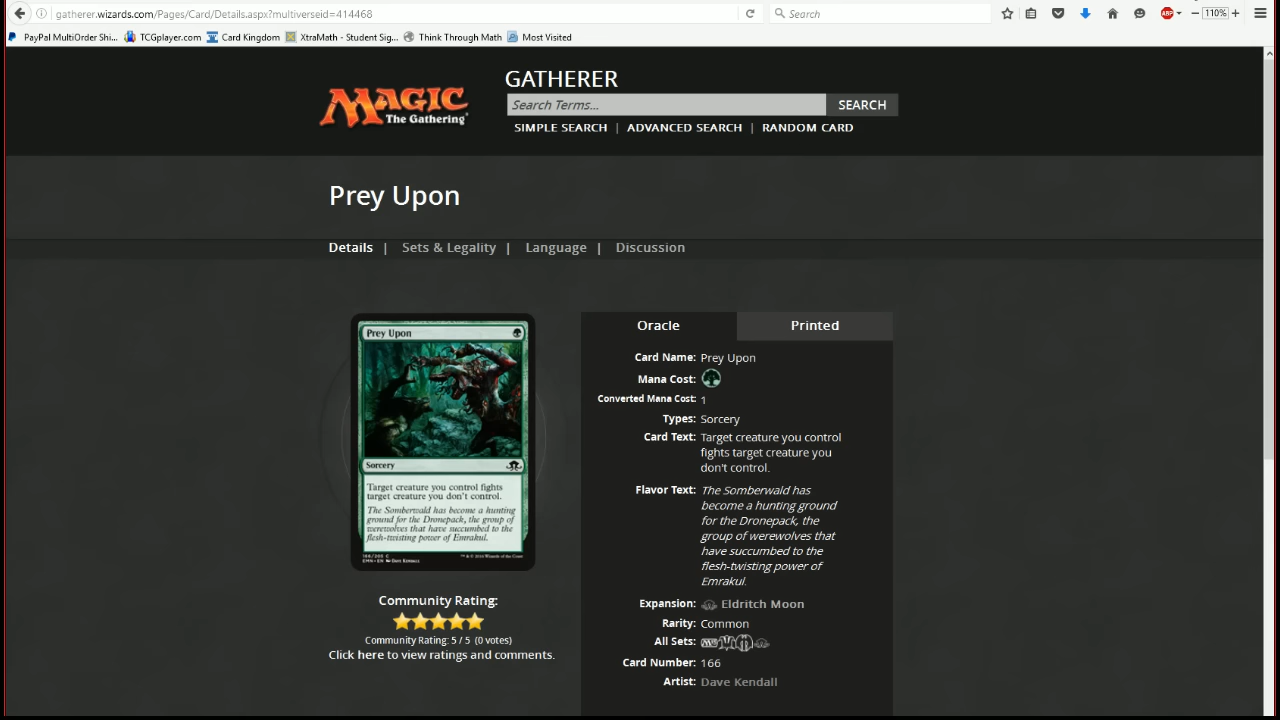 gatherer.wizards.com/Pages/Card/Details.aspx?multiverseid=414468
Search
110%
PayPal MultiOrder Shi...
TCGplayer.com
Card Kingdom
XtraMath - Student Sig...
Think Through Math
Most Visited
MAGIC
The Gathering
GATHERER
Search Terms...
SEARCH
SIMPLE SEARCH | ADVANCED SEARCH | RANDOM CARD
Prey Upon
Details | Sets & Legality | Language | Discussion
Prey Upon
Sorcery
Target creature you control fights
target creature you don't control.
The Somberwald has become a hunting
ground for the Dronepack, the group of
werewolves that have succumbed to the
flesh-twisting power of Emrakul.
Community Rating:
Community Rating: 5 / 5 (0 votes)
Click here to view ratings and comments.
Oracle
Printed
Card Name: Prey Upon
Mana Cost:
Converted Mana Cost: 1
Types: Sorcery
Card Text: Target creature you control
fights target creature you
don't control.
Flavor Text: The Somberwald has
become a hunting ground
for the Dronepack, the
group of werewolves that
have succumbed to the
flesh-twisting power of
Emrakul.
Expansion: Eldritch Moon
Rarity: Common
All Sets:
Card Number: 166
Artist: Dave Kendall